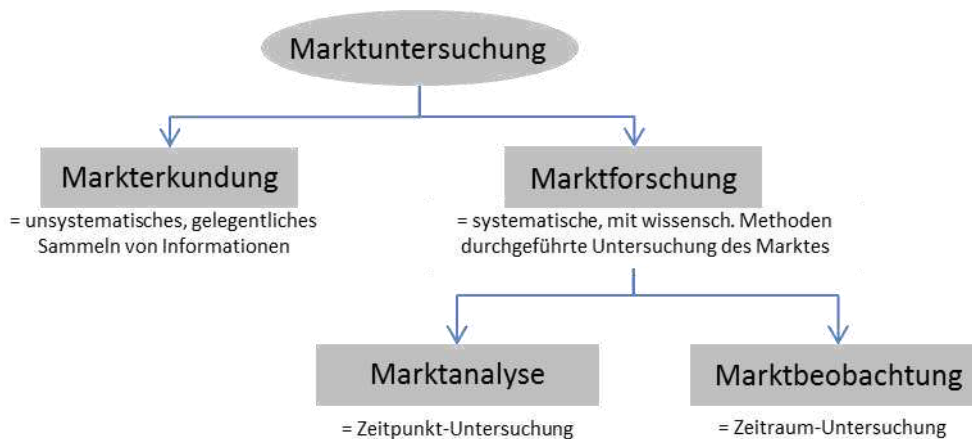 Marktuntersuchung
Markterkundung
= unsystematisches, gelegentliches
Sammeln von Informationen
Marktforschung
= systematische, mit wissensch. Methoden
durchgeführte Untersuchung des Marktes
Marktanalyse
= Zeitpunkt-Untersuchung
Marktbeobachtung
= Zeitraum-Untersuchung